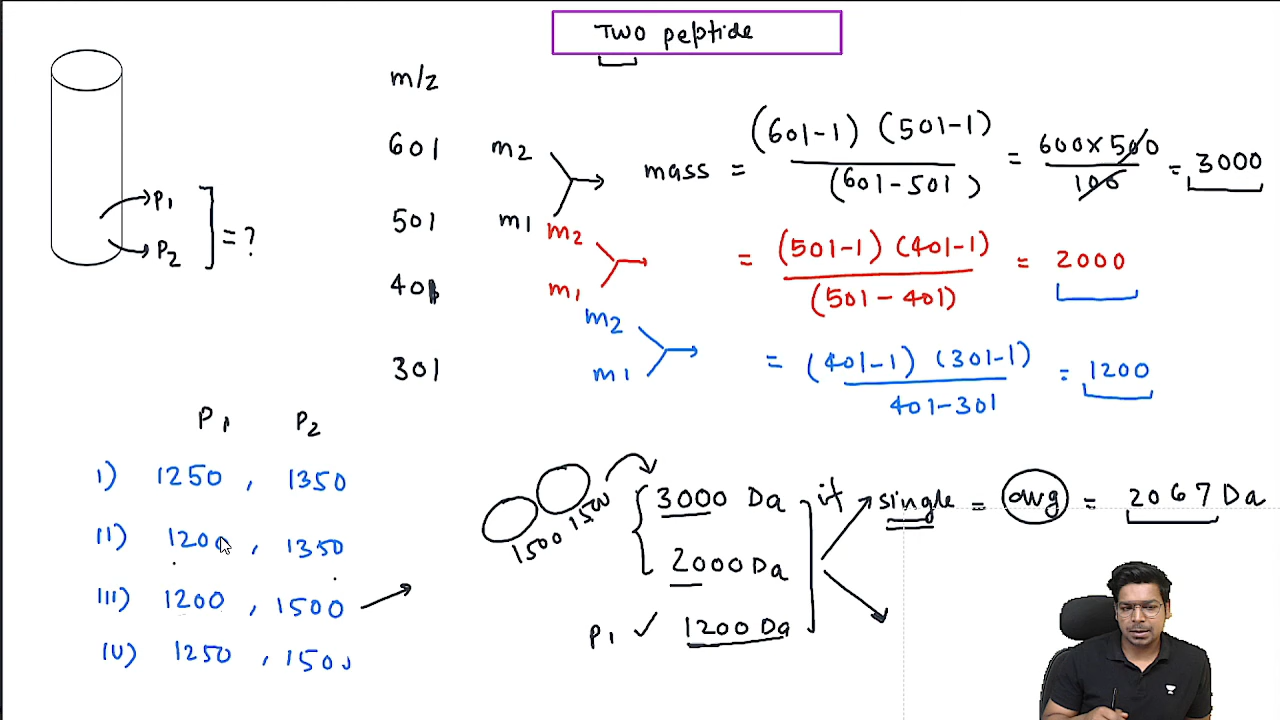 Two peptide
m/z
601 m2 mass = (601-1) (501-1) / (601-501) = 600x500 / 100 = 3000
501 m1
m2 = (501-1) (401-1) / (501-401) = 2000
401 m1
m2 = (401-1) (301-1) / 401-301 = 1200
301 m1
P1
P2
= ?
P1 P2
I) 1250 , 1350
II) 1200 , 1350
III) 1200 , 1500
IV) 1250 , 1500
1500 1500
3000 Da
2000 Da
P1 ✓ 1200 Da
if single = avg = 2067 Da